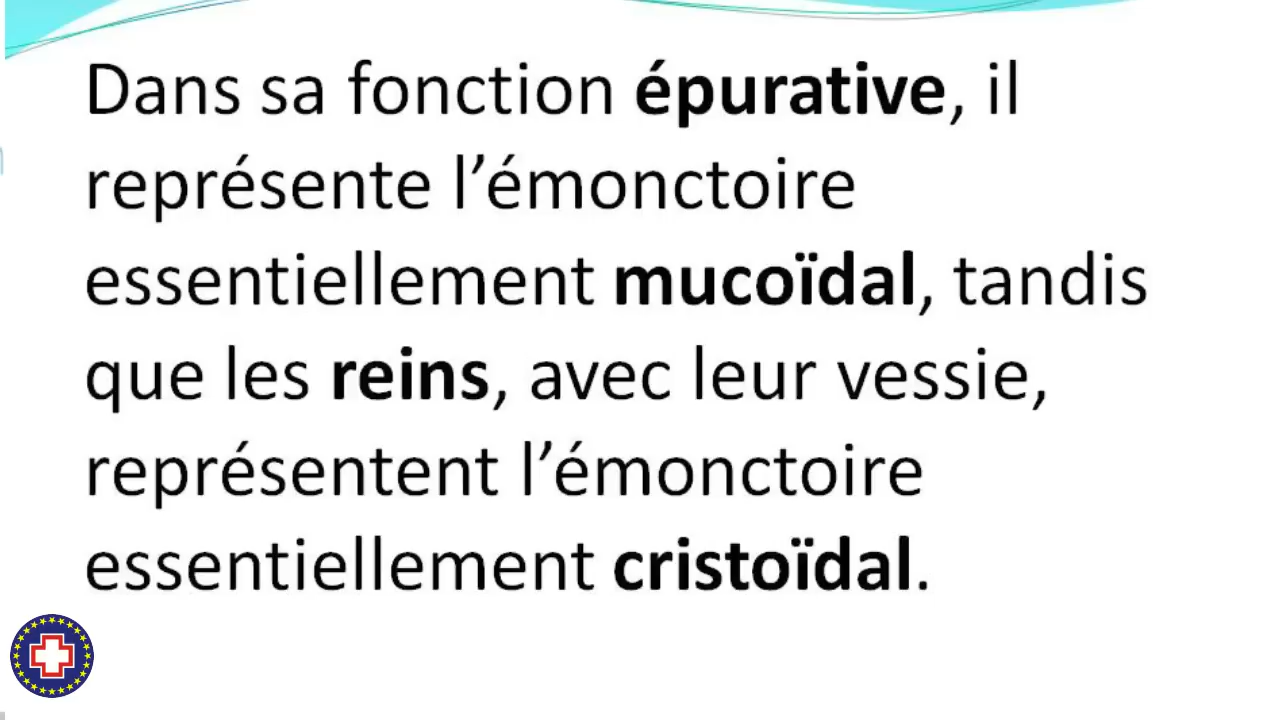 Dans sa fonction épurative, il
représente l’émonctoire
essentiellement mucoïdal, tandis
que les reins, avec leur vessie,
représentent l’émonctoire
essentiellement cristoïdal.